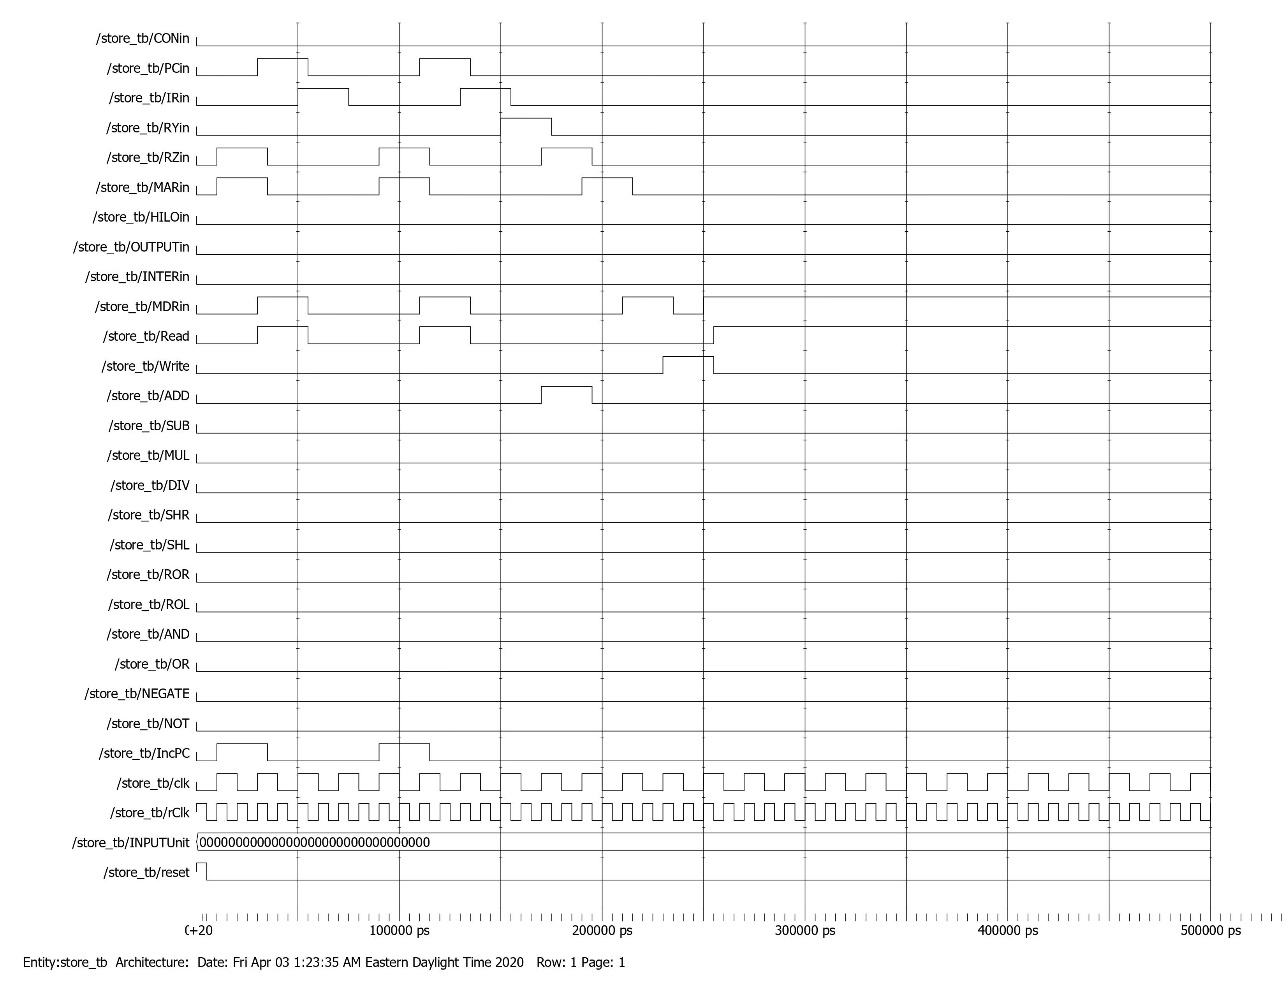 /store_tb/CONin
/store_tb/PCin
/store_tb/IRin
/store_tb/RYin
/store_tb/RZin
/store_tb/MARin
/store_tb/HILOin
/store_tb/OUTPUTin
/store_tb/INTERin
/store_tb/MDRin
/store_tb/Read
/store_tb/Write
/store_tb/ADD
/store_tb/SUB
/store_tb/MUL
/store_tb/DIV
/store_tb/SHR
/store_tb/SHL
/store_tb/ROR
/store_tb/ROL
/store_tb/AND
/store_tb/OR
/store_tb/NEGATE
/store_tb/NOT
/store_tb/IncPC
/store_tb/clk
/store_tb/rClk
/store_tb/INPUTUnit 00000000000000000000000000000000
/store_tb/reset
(+20 100000 ps 200000 ps 300000 ps 400000 ps 500000 ps
Entity:store_tb Architecture: Date: Fri Apr 03 1:23:35 AM Eastern Daylight Time 2020 Row: 1 Page: 1